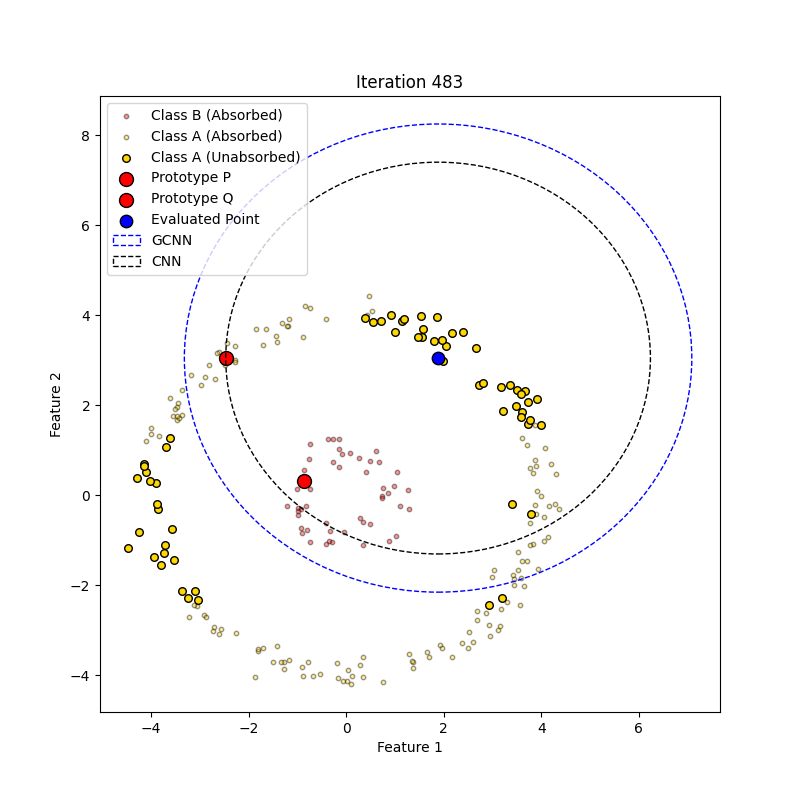 Iteration 483
Class B (Absorbed)
Class A (Absorbed)
Class A (Unabsorbed)
Prototype P
Prototype Q
Evaluated Point
GCNN
CNN
8
6
4
2
0
−2
−4
Feature 2
−4 −2 0 2 4 6
Feature 1